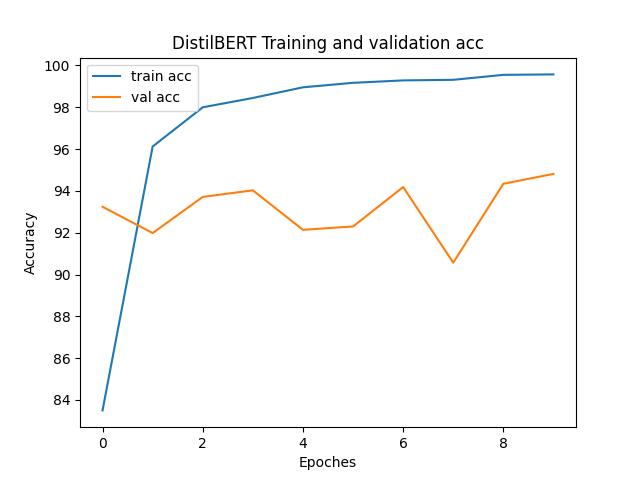 DistilBERT Training and validation acc
train acc
val acc
100
98
96
94
92
90
88
86
84
Accuracy
0
2
4
6
8
Epoches